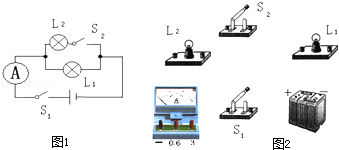 L₂ S₂
A
L₁
S₁
图1
S₂
L₂
L₁
A
− 0.6 3
S₁
+ −
图2